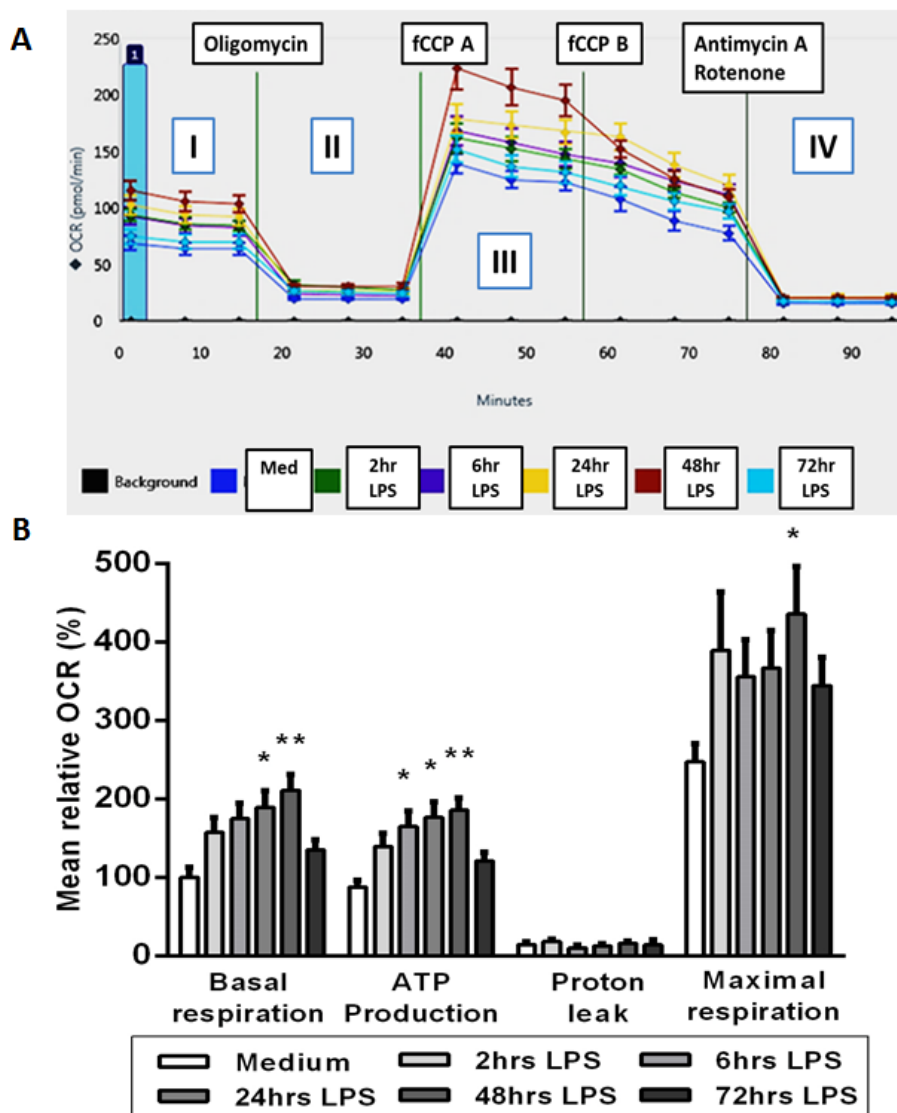 A
250
200
150
100
50
0
◆ OCR (pmol/min)
1
Oligomycin
fCCP A
fCCP B
Antimycin A
Rotenone
I
II
III
IV
0 10 20 30 40 50 60 70 80 90
Minutes
Background
Med
2hr
LPS
6hr
LPS
24hr
LPS
48hr
LPS
72hr
LPS
B
Mean relative OCR (%)
500
400
300
200
100
0
* **
* * **
*
Basal
respiration
ATP
Production
Proton
leak
Maximal
respiration
Medium 2hrs LPS 6hrs LPS
24hrs LPS 48hrs LPS 72hrs LPS